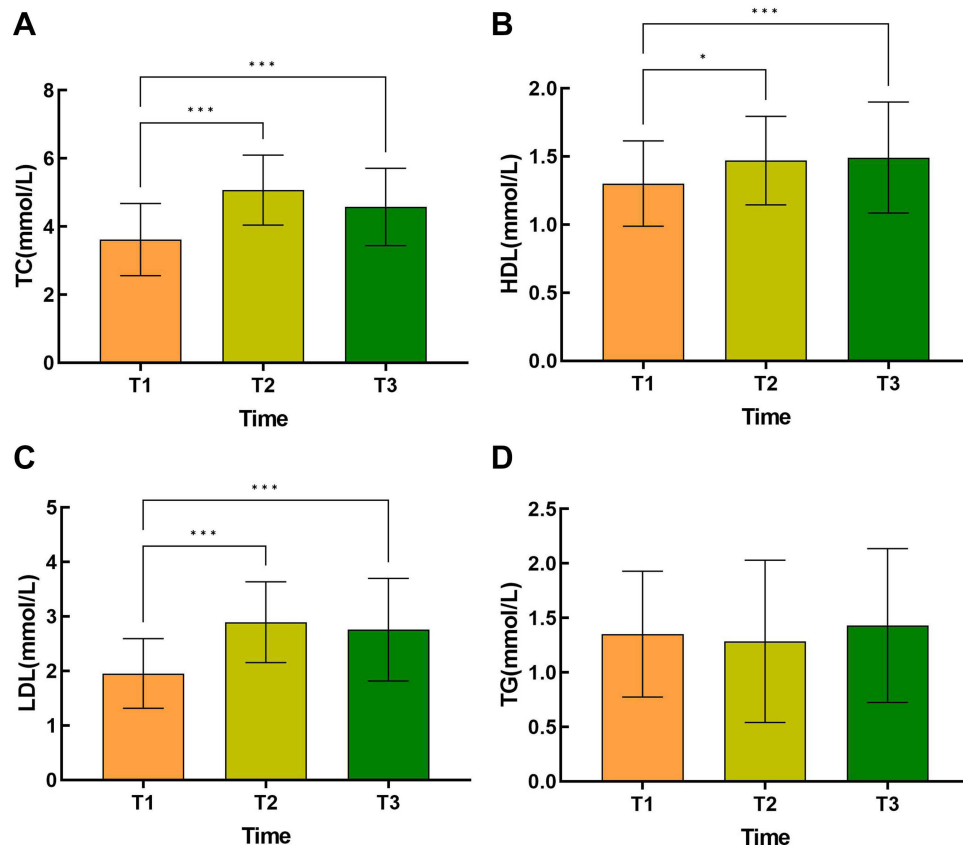 A
TC(mmol/L)
8
6
4
2
0
***
***
T1 T2 T3
Time
B
HDL(mmol/L)
2.0
1.5
1.0
0.5
0.0
***
*
T1 T2 T3
Time
C
LDL(mmol/L)
5
4
3
2
1
0
***
***
T1 T2 T3
Time
D
TG(mmol/L)
2.5
2.0
1.5
1.0
0.5
0.0
T1 T2 T3
Time